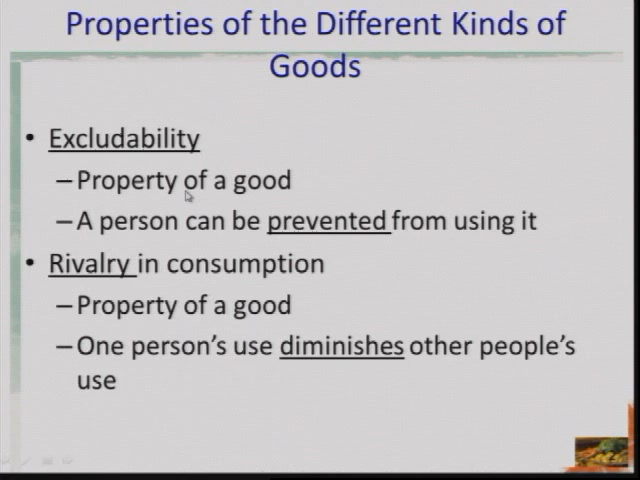 Properties of the Different Kinds of
Goods
• Excludability
– Property of a good
– A person can be prevented from using it
• Rivalry in consumption
– Property of a good
– One person's use diminishes other people's
use